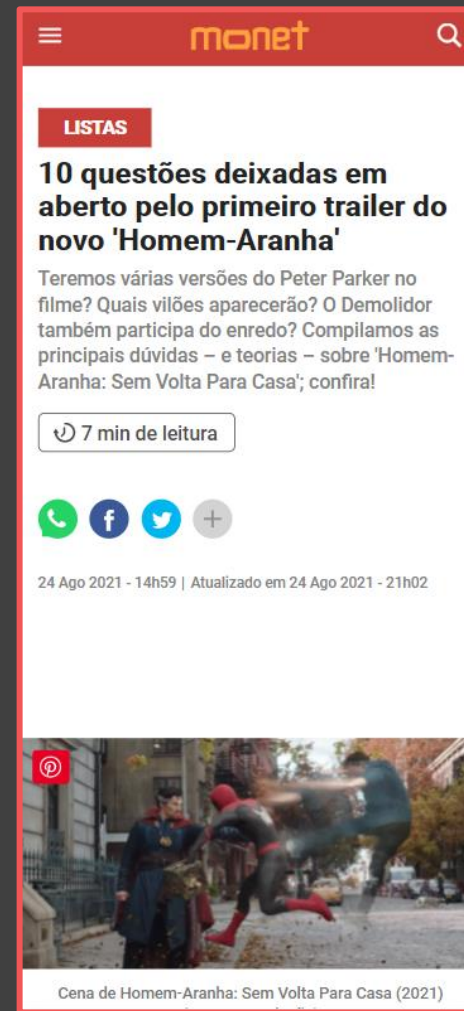 monet
LISTAS
10 questões deixadas em
aberto pelo primeiro trailer do
novo 'Homem-Aranha'
Teremos várias versões do Peter Parker no
filme? Quais vilões aparecerão? O Demolidor
também participa do enredo? Compilamos as
principais dúvidas – e teorias – sobre 'Homem-
Aranha: Sem Volta Para Casa'; confira!
7 min de leitura
24 Ago 2021 - 14h59 | Atualizado em 24 Ago 2021 - 21h02
Cena de Homem-Aranha: Sem Volta Para Casa (2021)